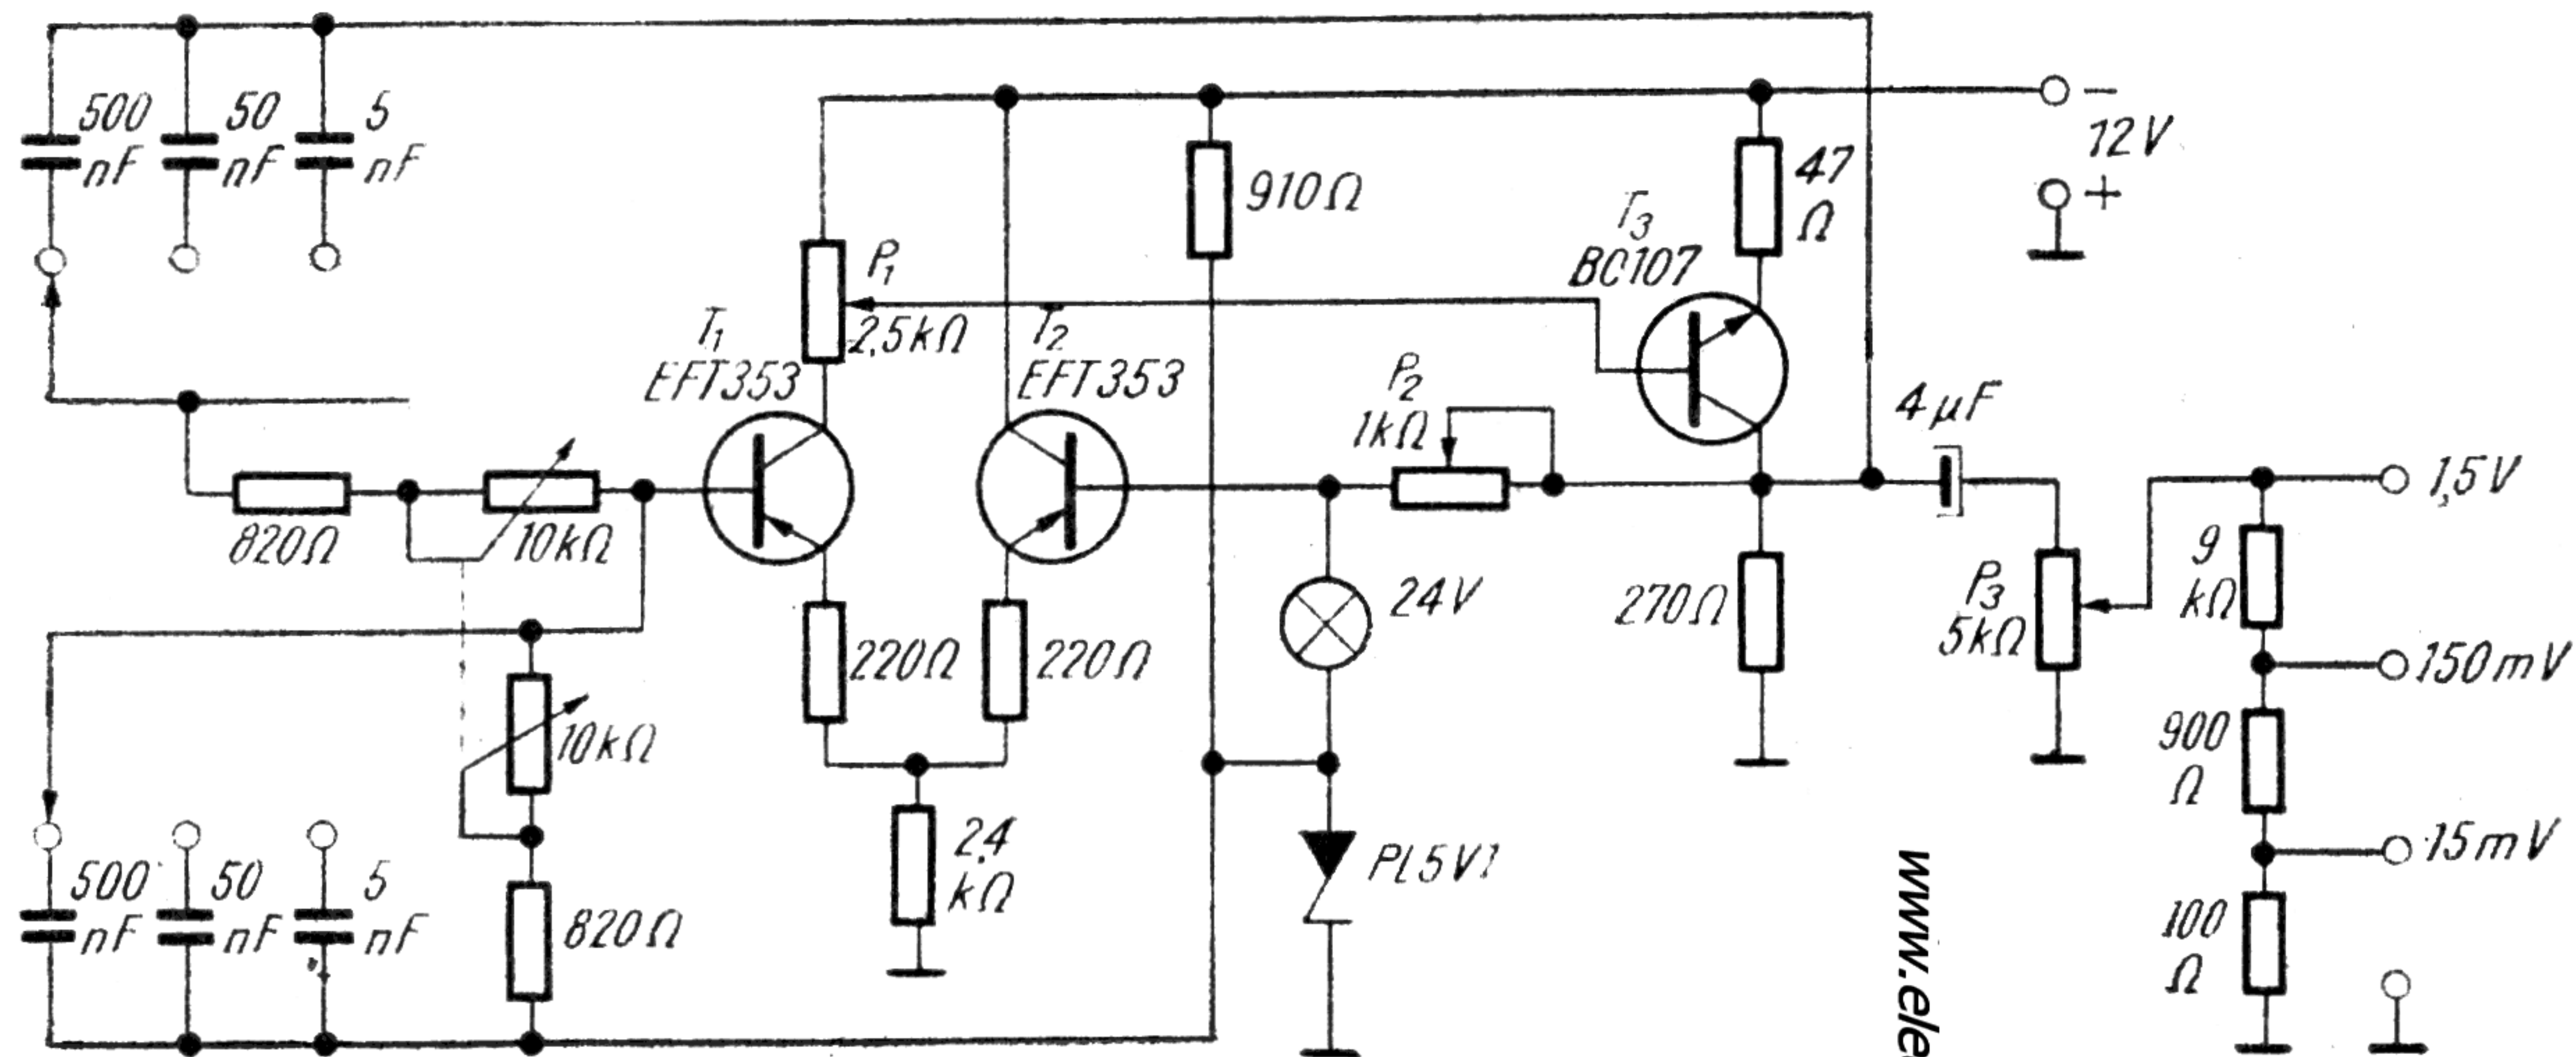 500 nF
50 nF
5 nF
910Ω
47 Ω
- 12V +
T3 BC107
P1 2,5kΩ
T1 EFT353
T2 EFT353
P2 1kΩ
4μF
1,5V
820Ω
10kΩ
24V
270Ω
P3 5kΩ
9 kΩ
150mV
220Ω
220Ω
10kΩ
900 Ω
2,4 kΩ
PL5V1
15mV
500 nF
50 nF
5 nF
820Ω
100 Ω
www.ele